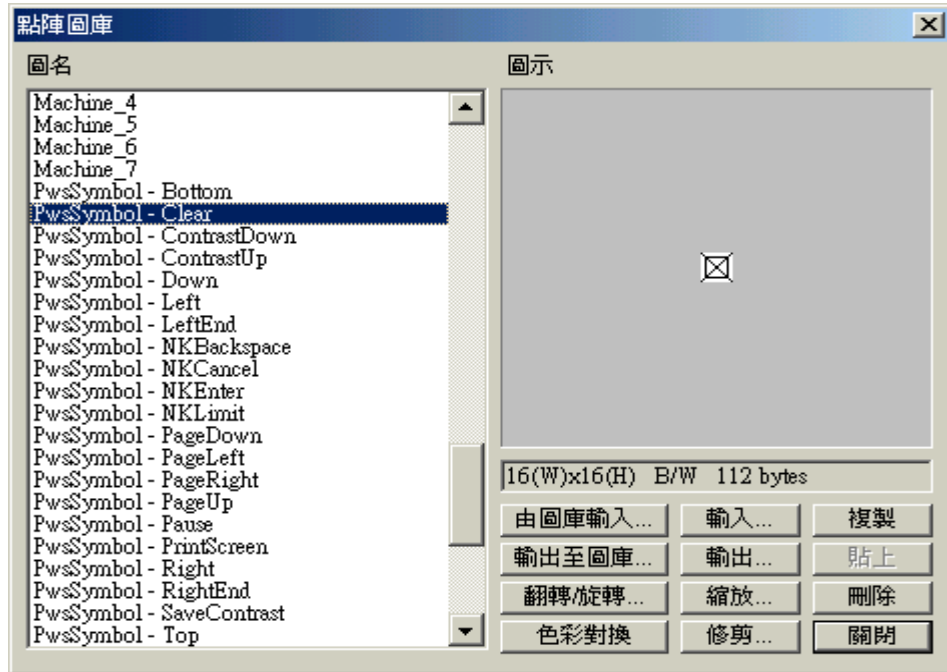 點陣圖庫
圖名
Machine_4
Machine_5
Machine_6
Machine_7
PwsSymbol - Bottom
PwsSymbol - Clear
PwsSymbol - ContrastDown
PwsSymbol - ContrastUp
PwsSymbol - Down
PwsSymbol - Left
PwsSymbol - LeftEnd
PwsSymbol - NKBackspace
PwsSymbol - NKCancel
PwsSymbol - NKEnter
PwsSymbol - NKLimit
PwsSymbol - PageDown
PwsSymbol - PageLeft
PwsSymbol - PageRight
PwsSymbol - PageUp
PwsSymbol - Pause
PwsSymbol - PrintScreen
PwsSymbol - Right
PwsSymbol - RightEnd
PwsSymbol - SaveContrast
PwsSymbol - Top
圖示
16(W)x16(H) B/W 112 bytes
由圖庫輸入... 輸入... 複製
輸出至圖庫... 輸出... 貼上
翻轉/旋轉... 縮放... 刪除
色彩對換 修剪... 關閉